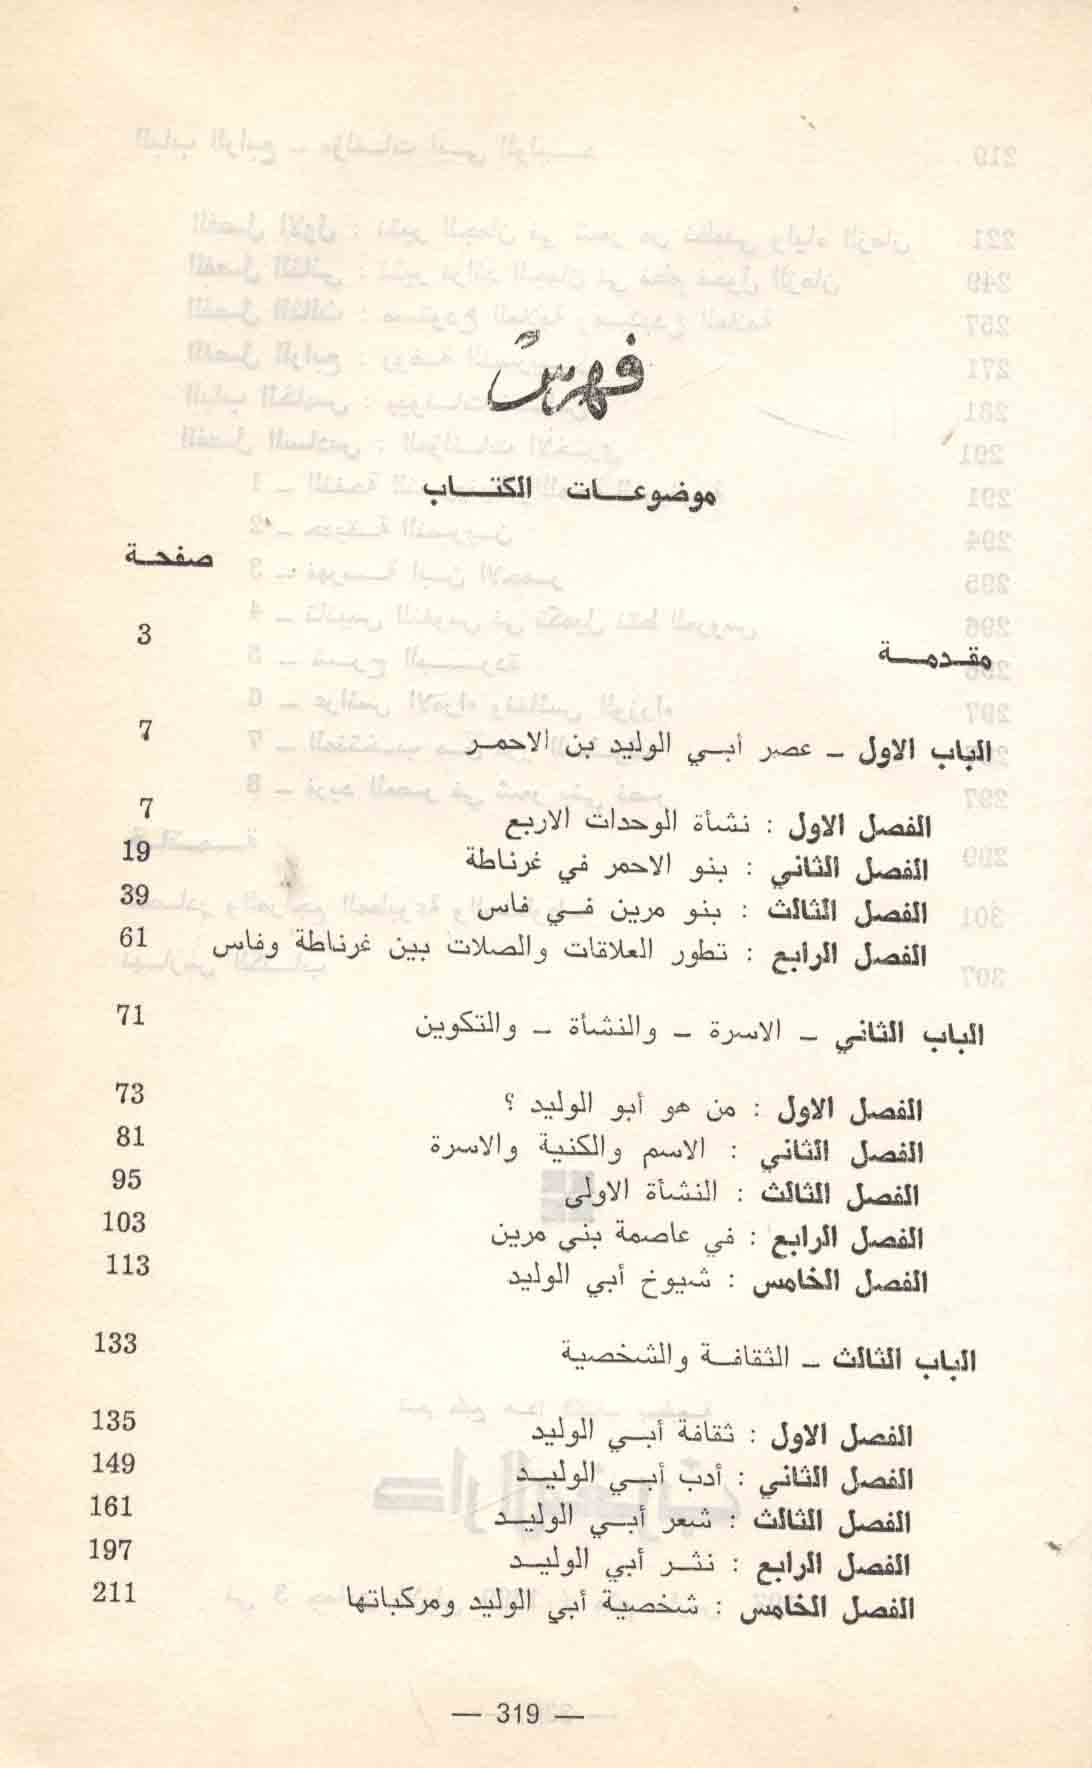 فهرس
موضوعات الكتاب
صفحة
مقدمة 3
الباب الاول - عصر أبي الوليد بن الاحمر 7
الفصل الاول : نشأة الوحدات الاربع 7
الفصل الثاني : بنو الاحمر في غرناطة 19
الفصل الثالث : بنو مرين في فاس 39
الفصل الرابع : تطور العلاقات والصلات بين غرناطة وفاس 61
الباب الثاني - الاسرة - والنشأة - والتكوين 71
الفصل الاول : من هو أبو الوليد ؟ 73
الفصل الثاني : الاسم والكنية والاسرة 81
الفصل الثالث : النشأة الاولى 95
الفصل الرابع : في عاصمة بني مرين 103
الفصل الخامس : شيوخ أبي الوليد 113
الباب الثالث - الثقافة والشخصية 133
الفصل الاول : ثقافة أبي الوليد 135
الفصل الثاني : أدب أبي الوليد 149
الفصل الثالث : شعر أبي الوليد 161
الفصل الرابع : نثر أبي الوليد 197
الفصل الخامس : شخصية أبي الوليد ومركباتها 211
— 319 —